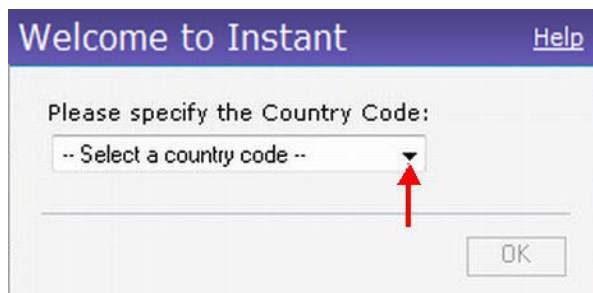 Welcome to Instant Help
Please specify the Country Code:
-- Select a country code --
OK